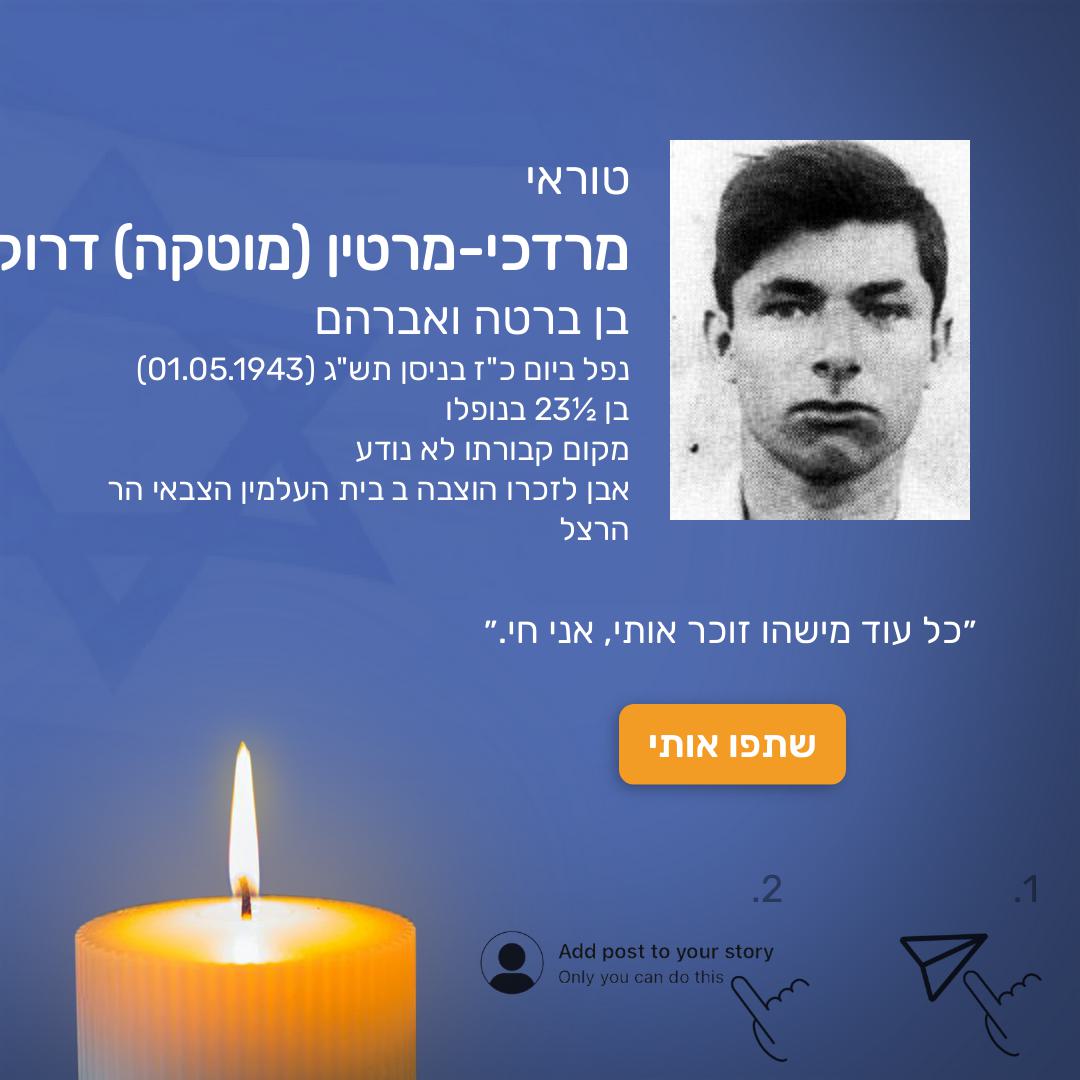 טוראי
מרדכי-מרטין (מוטקה)
בן ברטה ואברהם
נפל ביום כ"ז בניסן תש"ג (01.05.1943)
בן 23½ בנופלו
מקום קבורתו לא נודע
אבן לזכרו הוצבה ב בית העלמין הצבאי הר
הרצל
״כל עוד מישהו זוכר אותי, אני חי.״
שתפו אותי
1.
2.
Add post to your story
Only you can do this